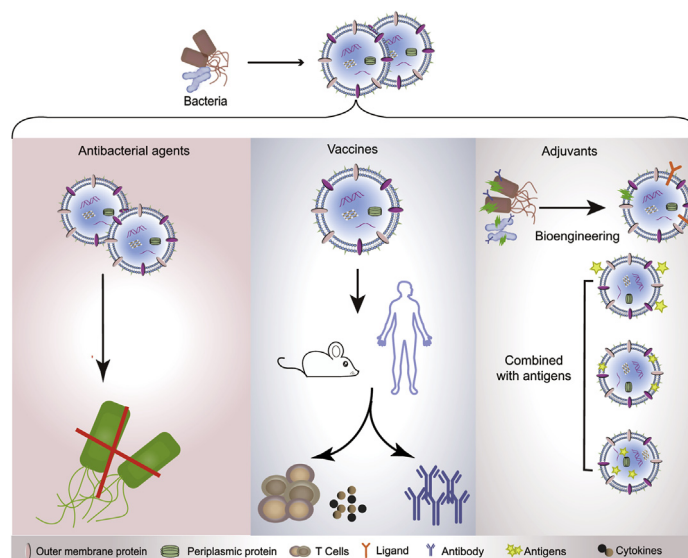 Bacteria
Antibacterial agents
Vaccines
Adjuvants
Bioengineering
Combined
with antigens
Outer membrane protein
Periplasmic protein
T Cells
Ligand
Antibody
Antigens
Cytokines